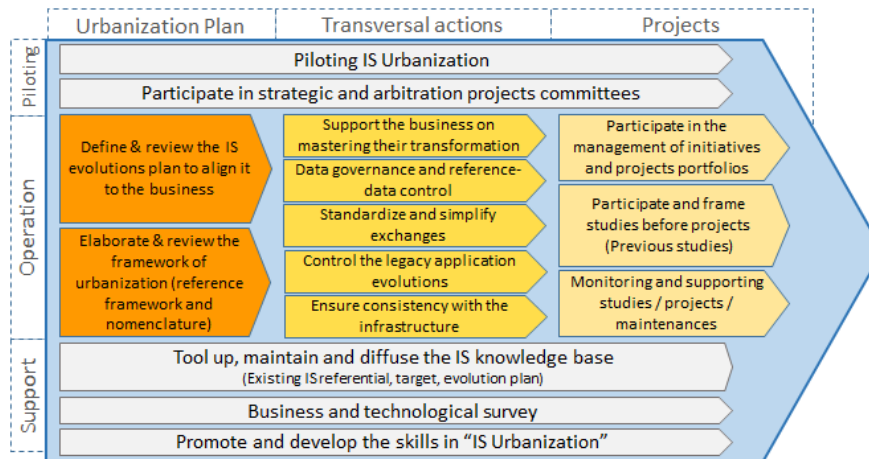 Urbanization Plan
Transversal actions
Projects
Piloting
Piloting IS Urbanization
Participate in strategic and arbitration projects committees
Operation
Define & review the IS
evolutions plan to align it
to the business
Elaborate & review the
framework of
urbanization (reference
framework and
nomenclature)
Support the business on
mastering their transformation
Data governance and reference-
data control
Standardize and simplify
exchanges
Control the legacy application
evolutions
Ensure consistency with the
infrastructure
Participate in the
management of initiatives
and projects portfolios
Participate and frame
studies before projects
(Previous studies)
Monitoring and supporting
studies / projects /
maintenances
Support
Tool up, maintain and diffuse the IS knowledge base
(Existing IS referential, target, evolution plan)
Business and technological survey
Promote and develop the skills in “IS Urbanization”